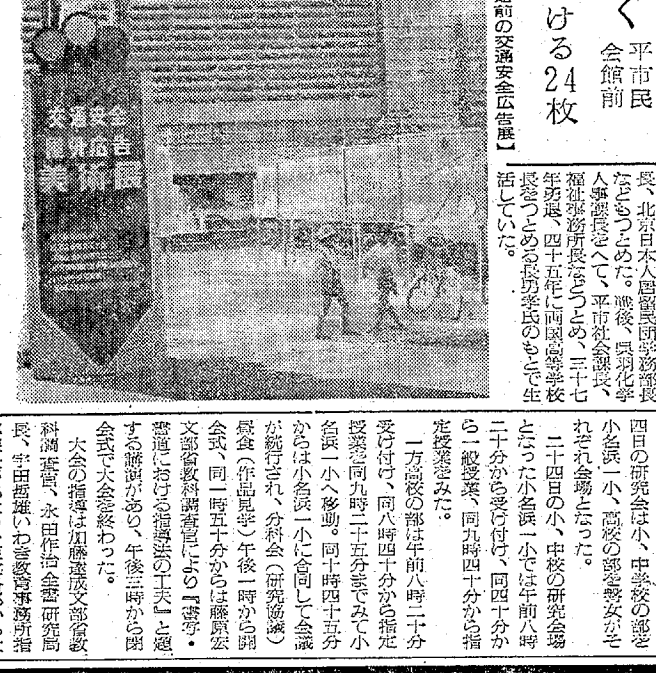 く
平市民
会館前
ける24枚
前の交通安全広告展】
交通安全
広告
美術展
長、北京日本人居留民団学務部長
などもつとめた。戦後、呉羽化学
人事課長をへて、平市社会課長、
福祉事務所長などつとめ、三十七
年勇退、四十五年に両国高等学校
長をつとめる長男孝氏のもとで生
活していた。
四日の研究会は小、中学校の部を
小名浜一小、高校の部を磐女がそ
れぞれ会場となった。
二十四日の小、中校の研究会場
となった小名浜一小では午前八時
二十分から受け付け、同四十分か
ら一般授業、同九時四十分から指
定授業をみた。
一方高校の部は午前八時二十分
受け付け、同八時四十分から指定
授業を同九時二十五分までみて小
名浜一小へ移動。同十時四十五分
からは小名浜一小に合同して会議
が続行され、分科会（研究協議）
昼食（作品見学）午後一時から開
会式、同一時五十分からは藤原宏
文部省教科調査官により『書写・
書道における指導法の工夫』と題
する講演があり、午後三時から閉
会式で大会を終わった。
大会の指導は加藤達成文部省教
科調査官、永田作治全書研究局
長、宇田哲雄いわき教育事務所指